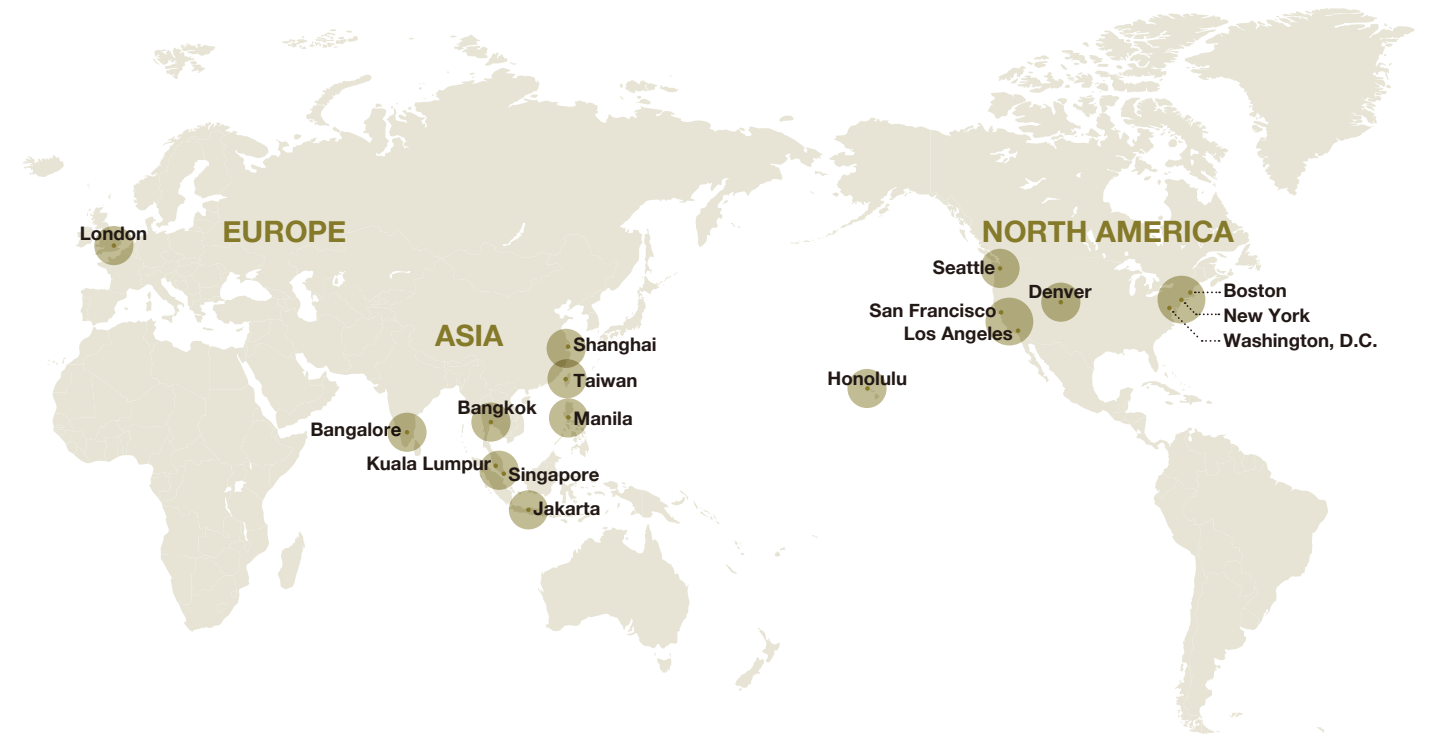 London
EUROPE
ASIA
Shanghai
Taiwan
Bangkok
Manila
Bangalore
Kuala Lumpur
Singapore
Jakarta
NORTH AMERICA
Seattle
Denver
San Francisco
Los Angeles
Honolulu
Boston
New York
Washington, D.C.